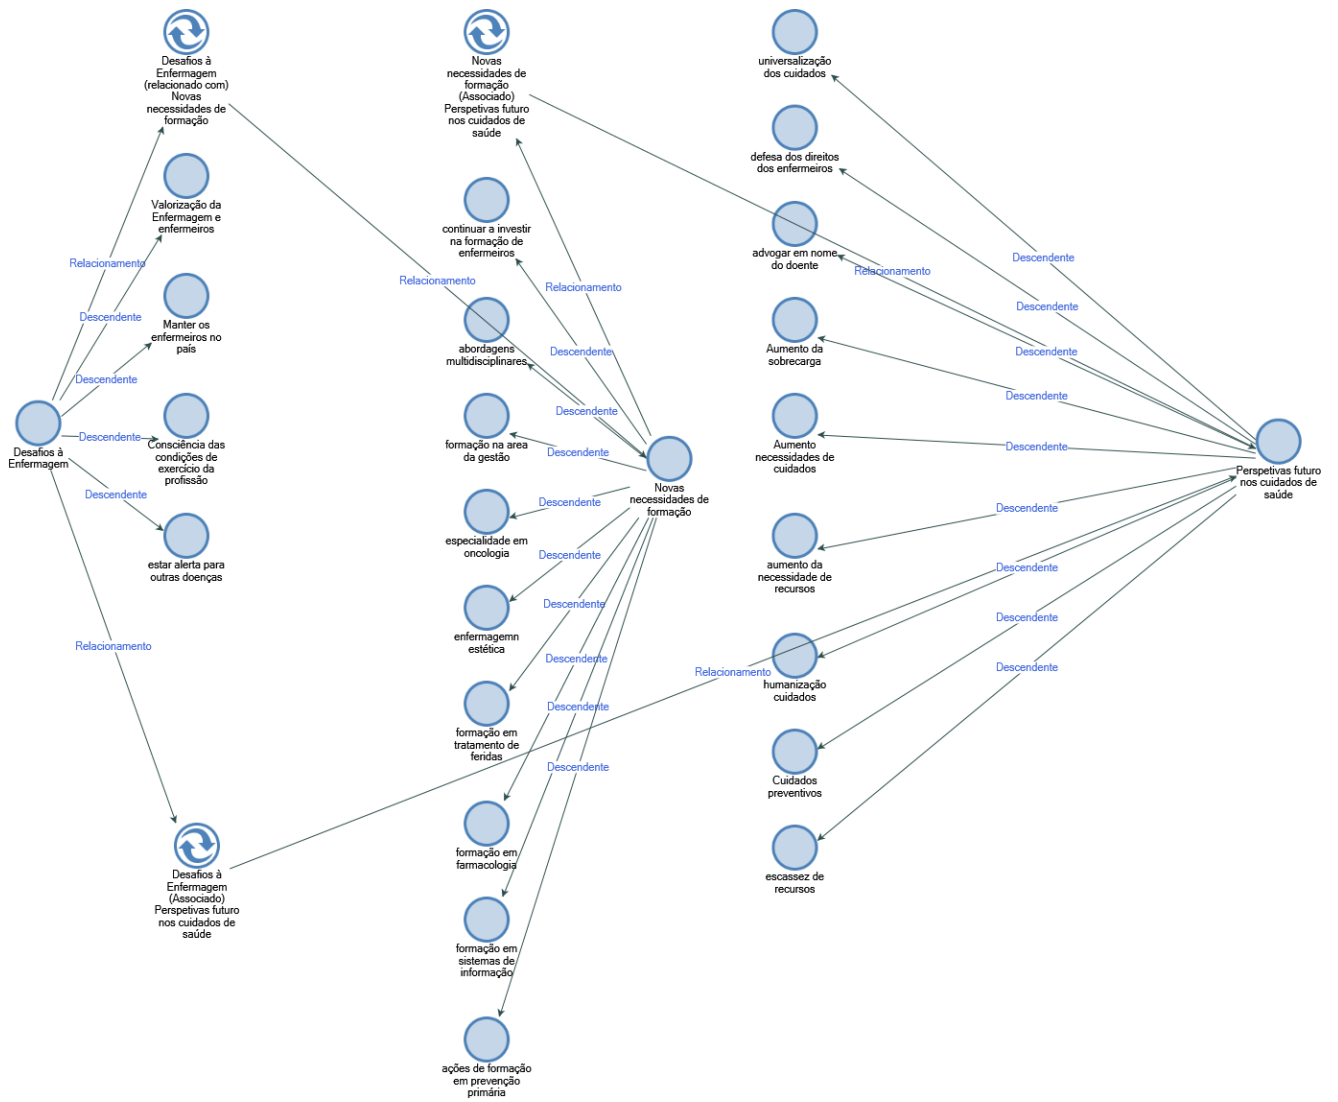 Desafios à
Enfermagem
(relacionado com)
Novas
necessidades de
formação
Valorização da
Enfermagem e
enfermeiros
Relacionamento
Manter os
enfermeiros no
país
Descendente
Descendente
Desafios à
Enfermagem
Descendente
Consciência das
condições de
exercício da
profissão
Descendente
estar alerta para
outras doenças
Relacionamento
Desafios à
Enfermagem
(Associado)
Perspetivas futuro
nos cuidados de
saúde
Novas
necessidades de
formação
(Associado)
Perspetivas futuro
nos cuidados de
saúde
continuar a investir
na formação de
enfermeiros
Relacionamento
Relacionamento
abordagens
multidisciplinares
Descendente
Descendente
formação na area
da gestão
Descendente
Novas
necessidades de
formação
Descendente
especialidade em
oncologia
Descendente
enfermagemn
estética
Descendente
Descendente
formação em
tratamento de
feridas
Descendente
Descendente
formação em
farmacologia
formação em
sistemas de
informação
ações de formação
em prevenção
primária
universalização
dos cuidados
defesa dos direitos
dos enfermeiros
advogar em nome
do doente
Relacionamento
Descendente
Descendente
Aumento da
sobrecarga
Descendente
Descendente
Aumento
necessidades de
cuidados
Descendente
Perspetivas futuro
nos cuidados de
saúde
Descendente
aumento da
necessidade de
recursos
Descendente
Descendente
Relacionamento
humanização
cuidados
Descendente
Cuidados
preventivos
escassez de
recursos